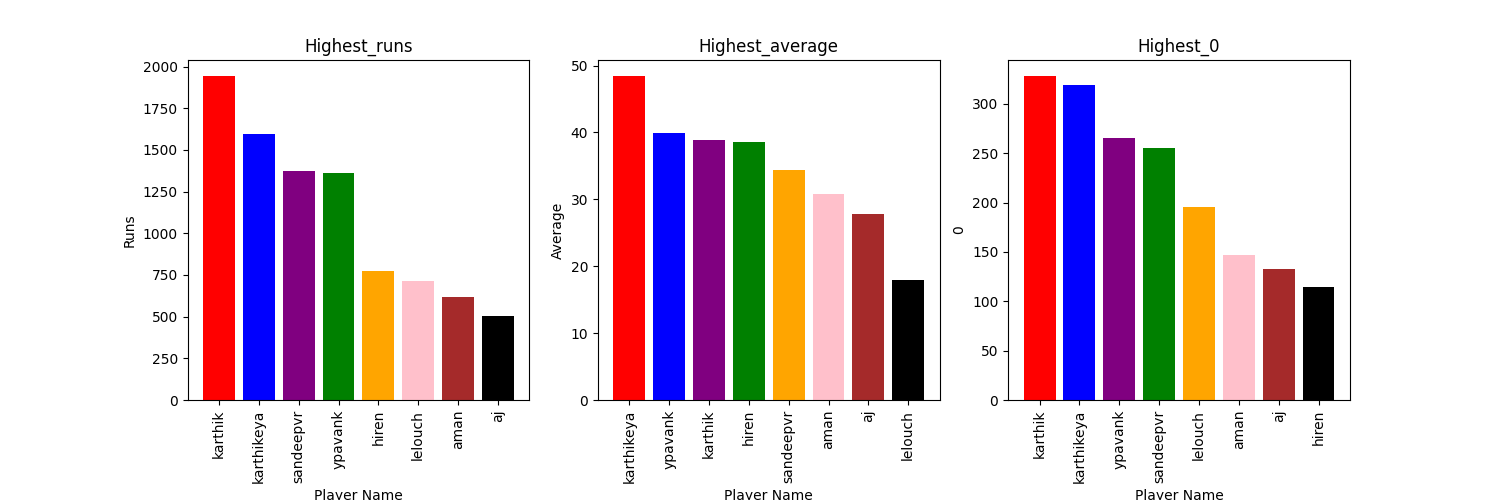 Highest_runs
2000
1750
1500
1250
1000
750
500
250
0
Runs
karthik
karthikeya
sandeepvr
ypavank
hiren
lelouch
aman
aj
Player Name
Highest_average
50
40
30
20
10
0
Average
karthikeya
ypavank
karthik
hiren
sandeepvr
aman
aj
lelouch
Player Name
Highest_0
300
250
200
150
100
50
0
0
karthik
karthikeya
ypavank
sandeepvr
lelouch
aman
aj
hiren
Player Name